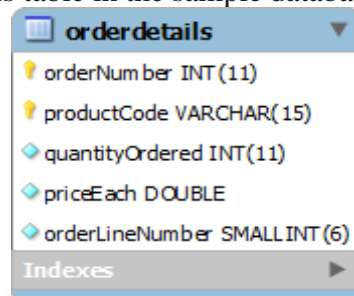 s table in the sample databa
orderdetails
orderNumber INT(11)
productCode VARCHAR(15)
quantityOrdered INT(11)
priceEach DOUBLE
orderLineNumber SMALLINT(6)
Indexes